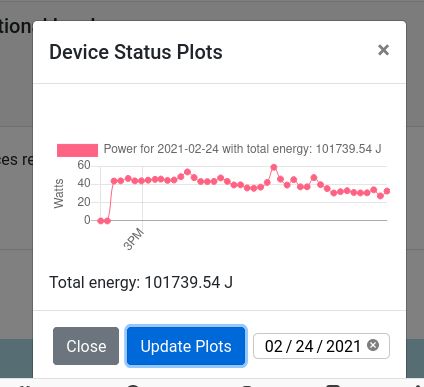 Device Status Plots ×
Power for 2021-02-24 with total energy: 101739.54 J
Watts
60
40
20
0
3PM
Total energy: 101739.54 J
Close
Update Plots
02 / 24 / 2021